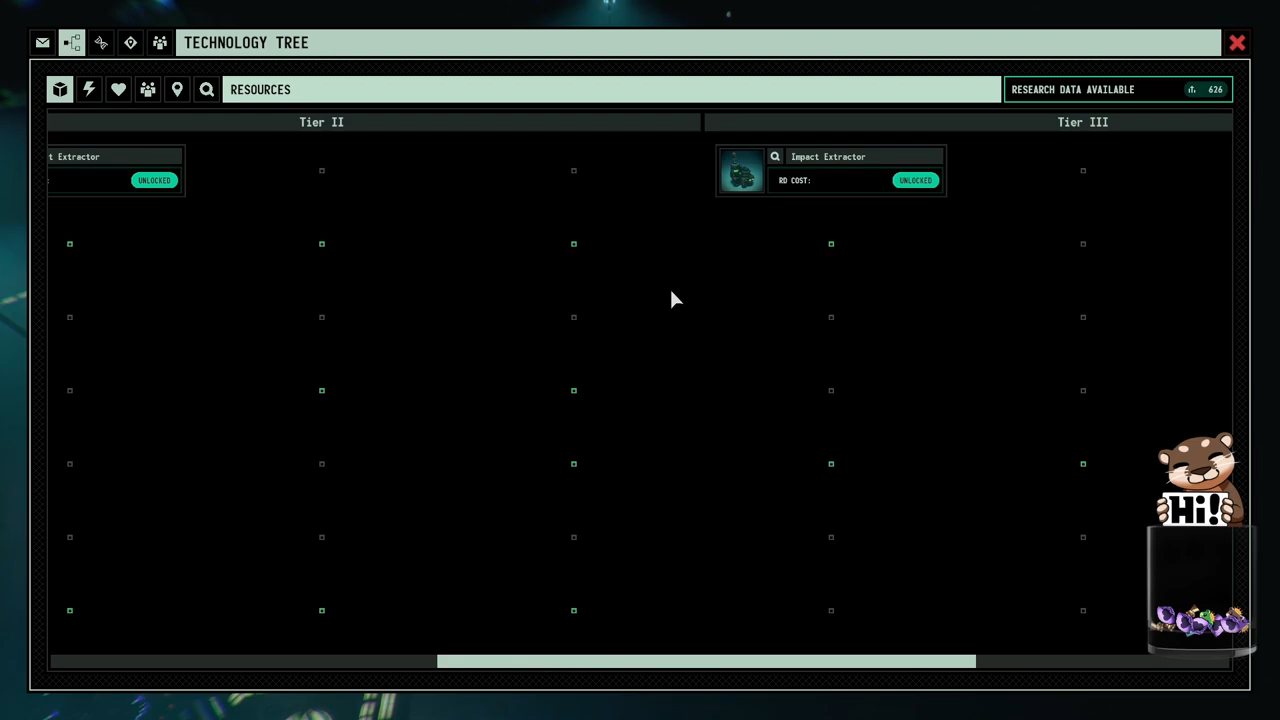 TECHNOLOGY TREE
RESOURCES
RESEARCH DATA AVAILABLE
626
Tier II
Tier III
t Extractor
UNLOCKED
Impact Extractor
RD COST:
UNLOCKED
Hi!